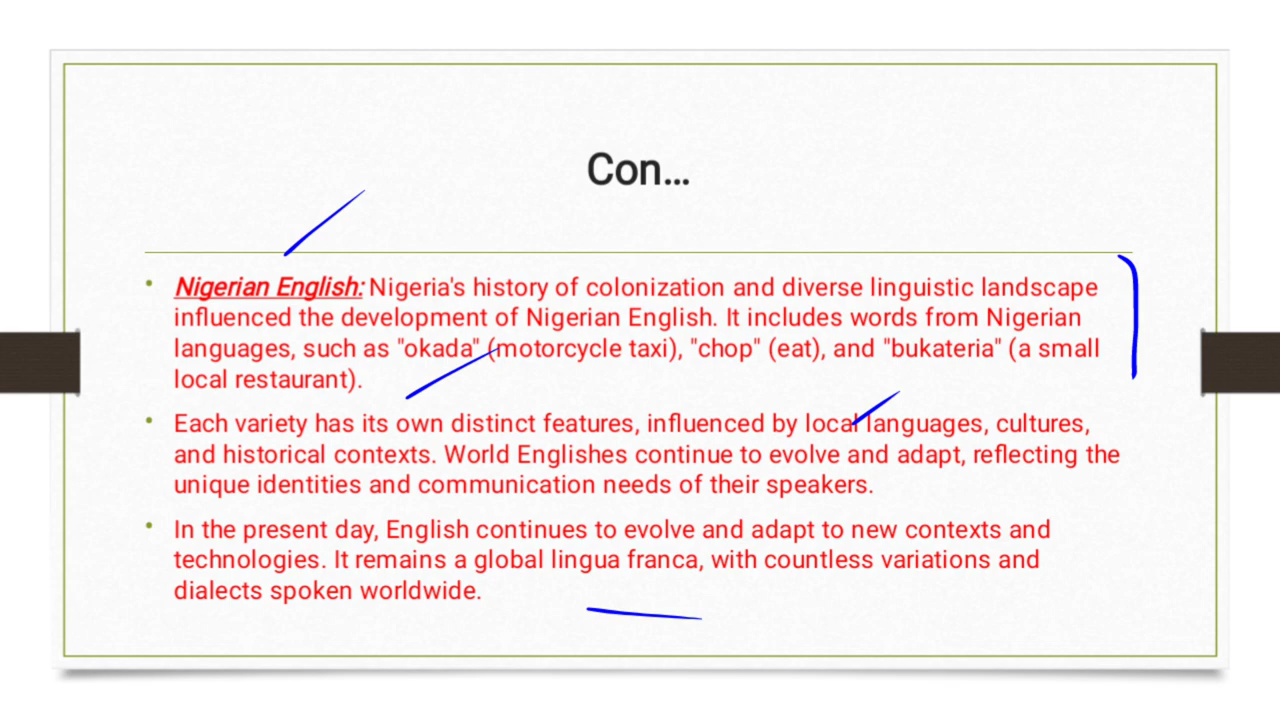 Con...
• Nigerian English: Nigeria's history of colonization and diverse linguistic landscape
influenced the development of Nigerian English. It includes words from Nigerian
languages, such as "okada" (motorcycle taxi), "chop" (eat), and "bukateria" (a small
local restaurant).
• Each variety has its own distinct features, influenced by local languages, cultures,
and historical contexts. World Englishes continue to evolve and adapt, reflecting the
unique identities and communication needs of their speakers.
• In the present day, English continues to evolve and adapt to new contexts and
technologies. It remains a global lingua franca, with countless variations and
dialects spoken worldwide.